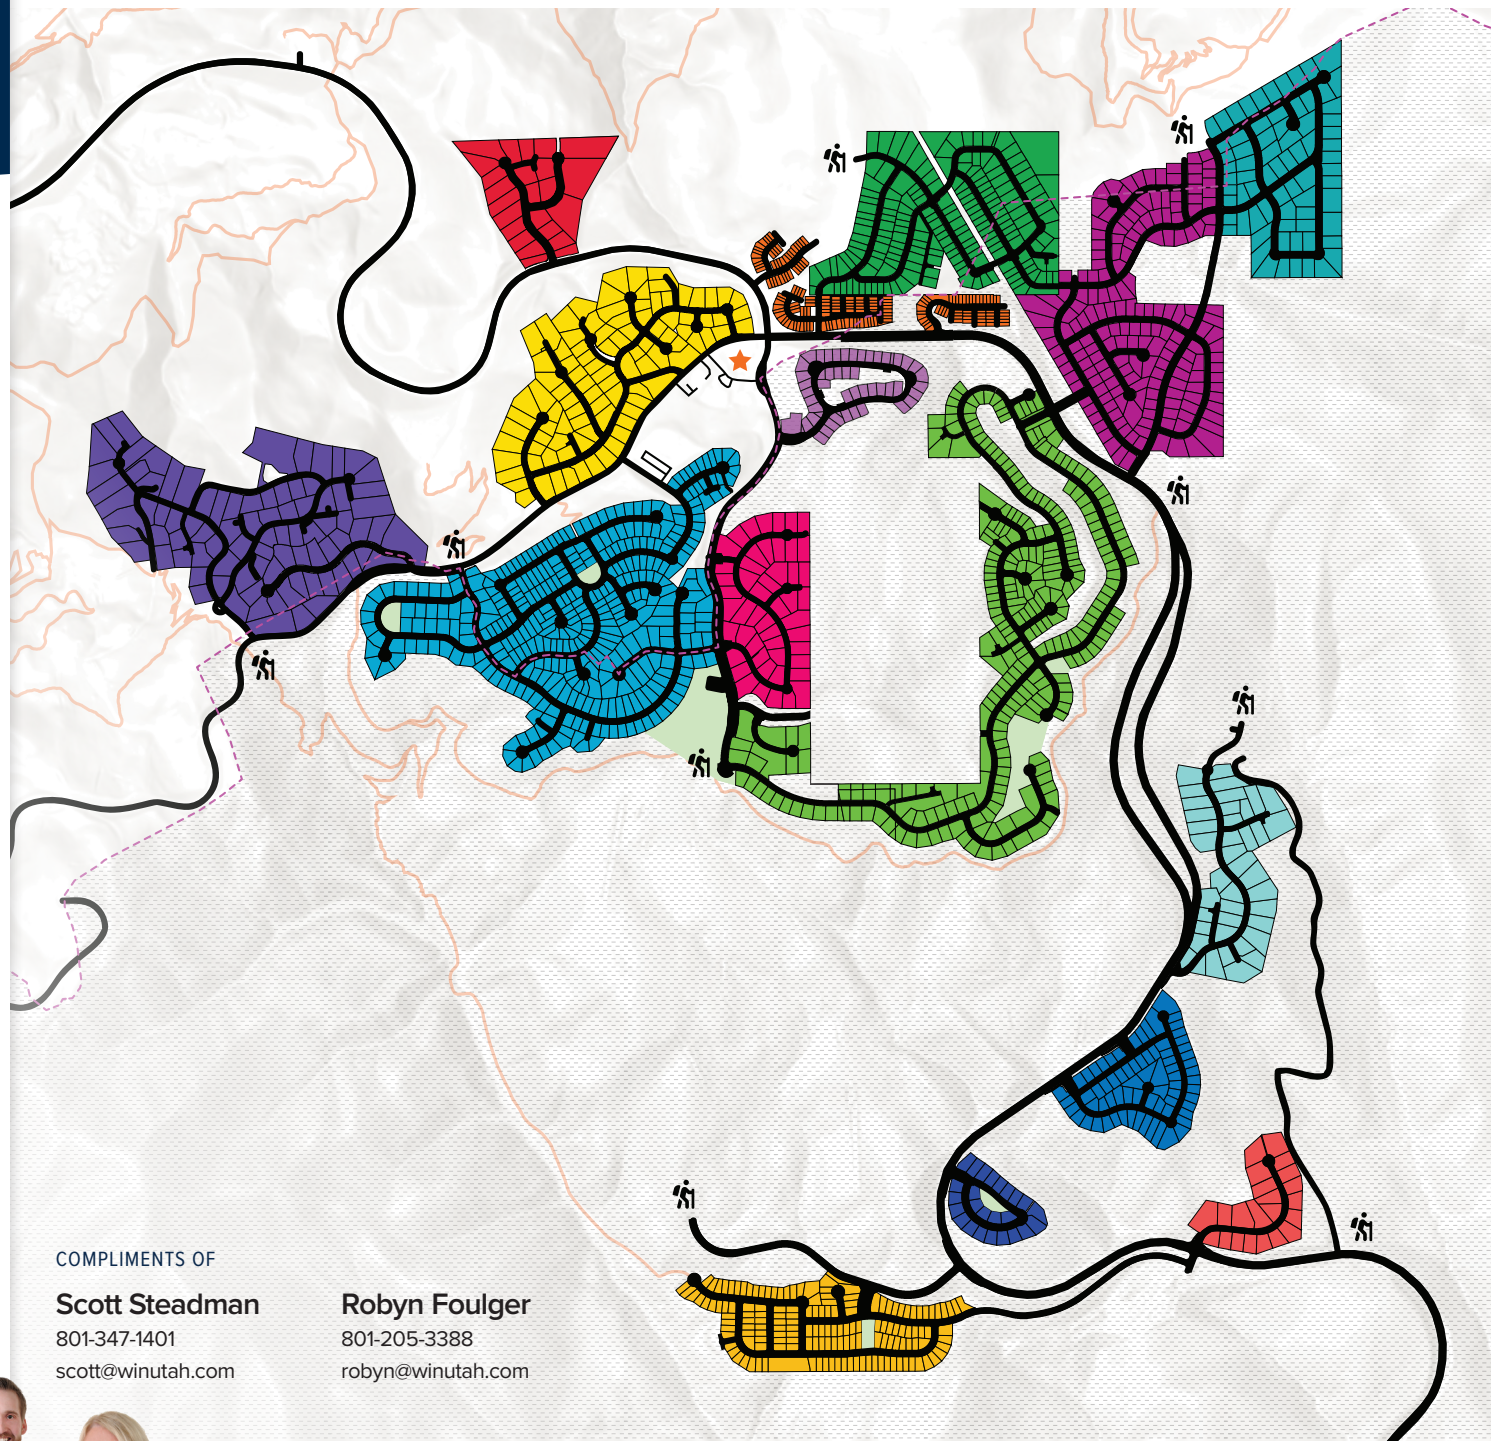 COMPLIMENTS OF
Scott Steadman
801-347-1401
scott@winutah.com
Robyn Foulger
801-205-3388
robyn@winutah.com